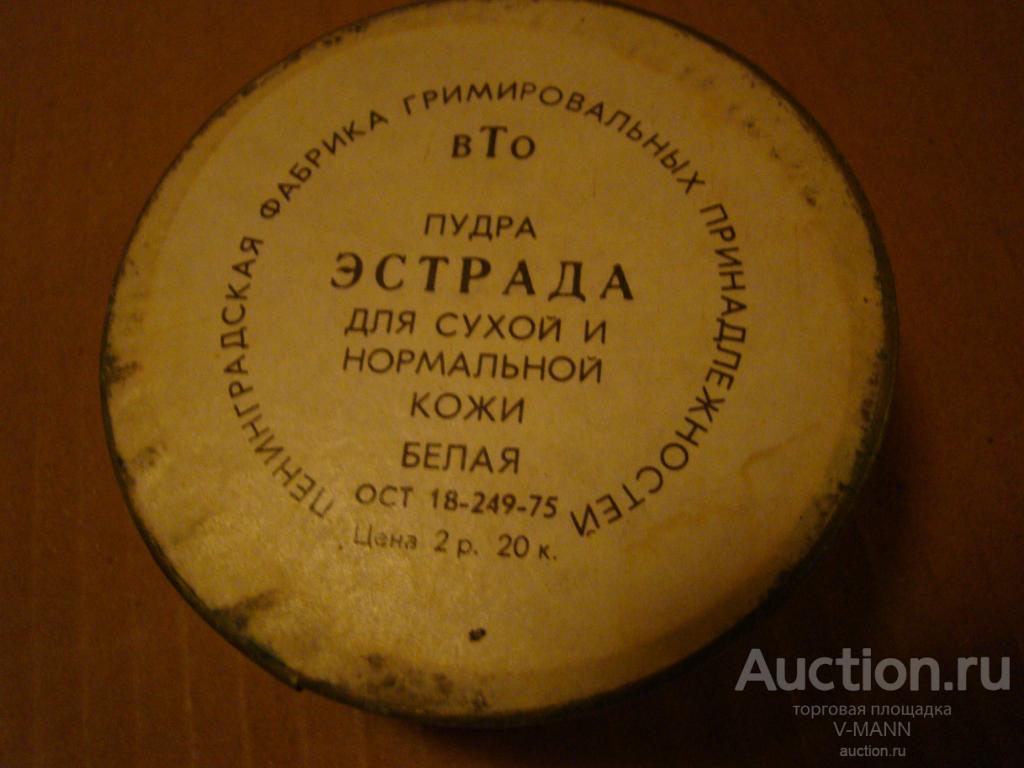 ЛЕНИНГРАДСКАЯ ФАБРИКА ГРИМИРОВАЛЬНЫХ ПРИНАДЛЕЖНОСТЕЙ
вТо
ПУДРА
ЭСТРАДА
ДЛЯ СУХОЙ И
НОРМАЛЬНОЙ
КОЖИ
БЕЛАЯ
ОСТ 18-249-75
Цена 2 р. 20 к.
Auction.ru
торговая площадка
V-MANN
auction.ru